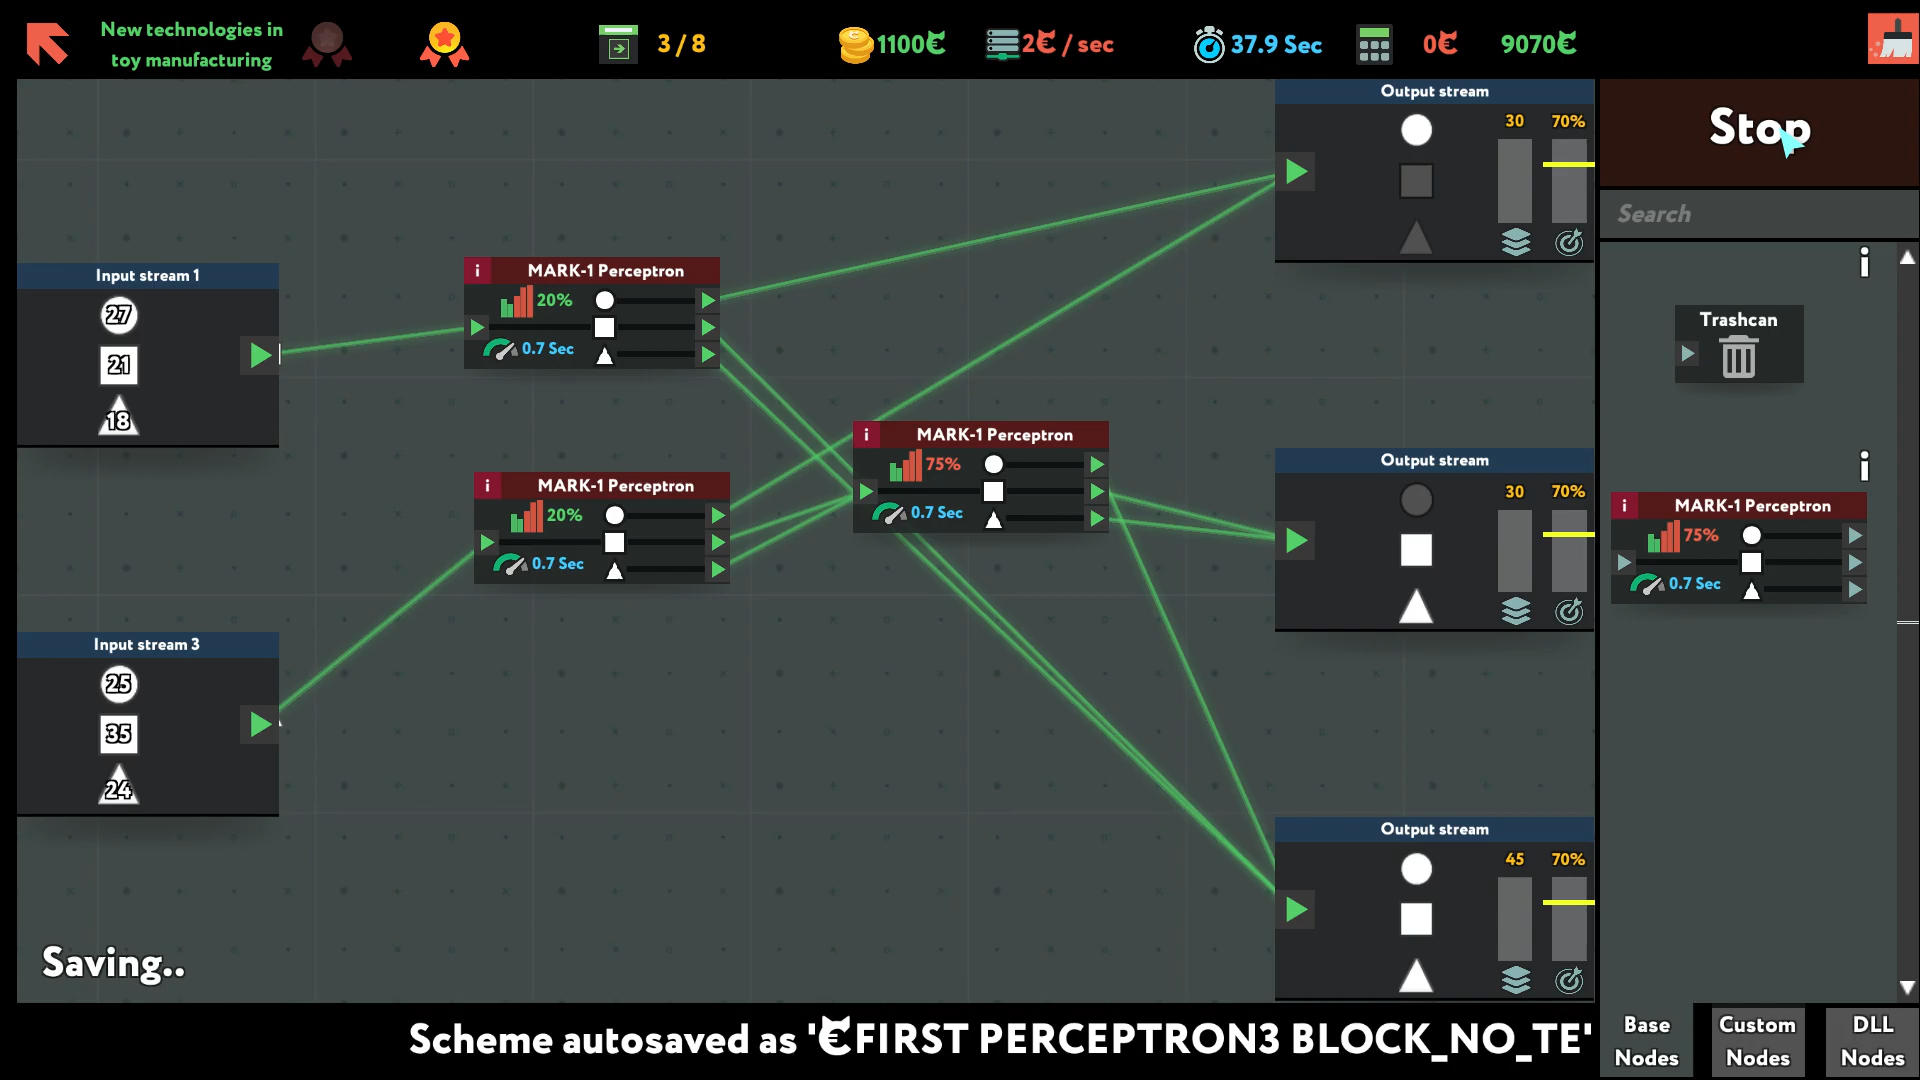 New technologies in
toy manufacturing
3 / 8
1100€
2€ / sec
37.9 Sec
0€
9070€
Stop
Search
Trashcan
MARK-1 Perceptron
75%
0.7 Sec
Input stream 1
27
21
18
Input stream 3
25
35
24
MARK-1 Perceptron
20%
0.7 Sec
MARK-1 Perceptron
20%
0.7 Sec
MARK-1 Perceptron
75%
0.7 Sec
Output stream
30 70%
Output stream
30 70%
Output stream
45 70%
Saving..
Scheme autosaved as '€FIRST PERCEPTRON3 BLOCK_NO_TE'
Base
Nodes
Custom
Nodes
DLL
Nodes